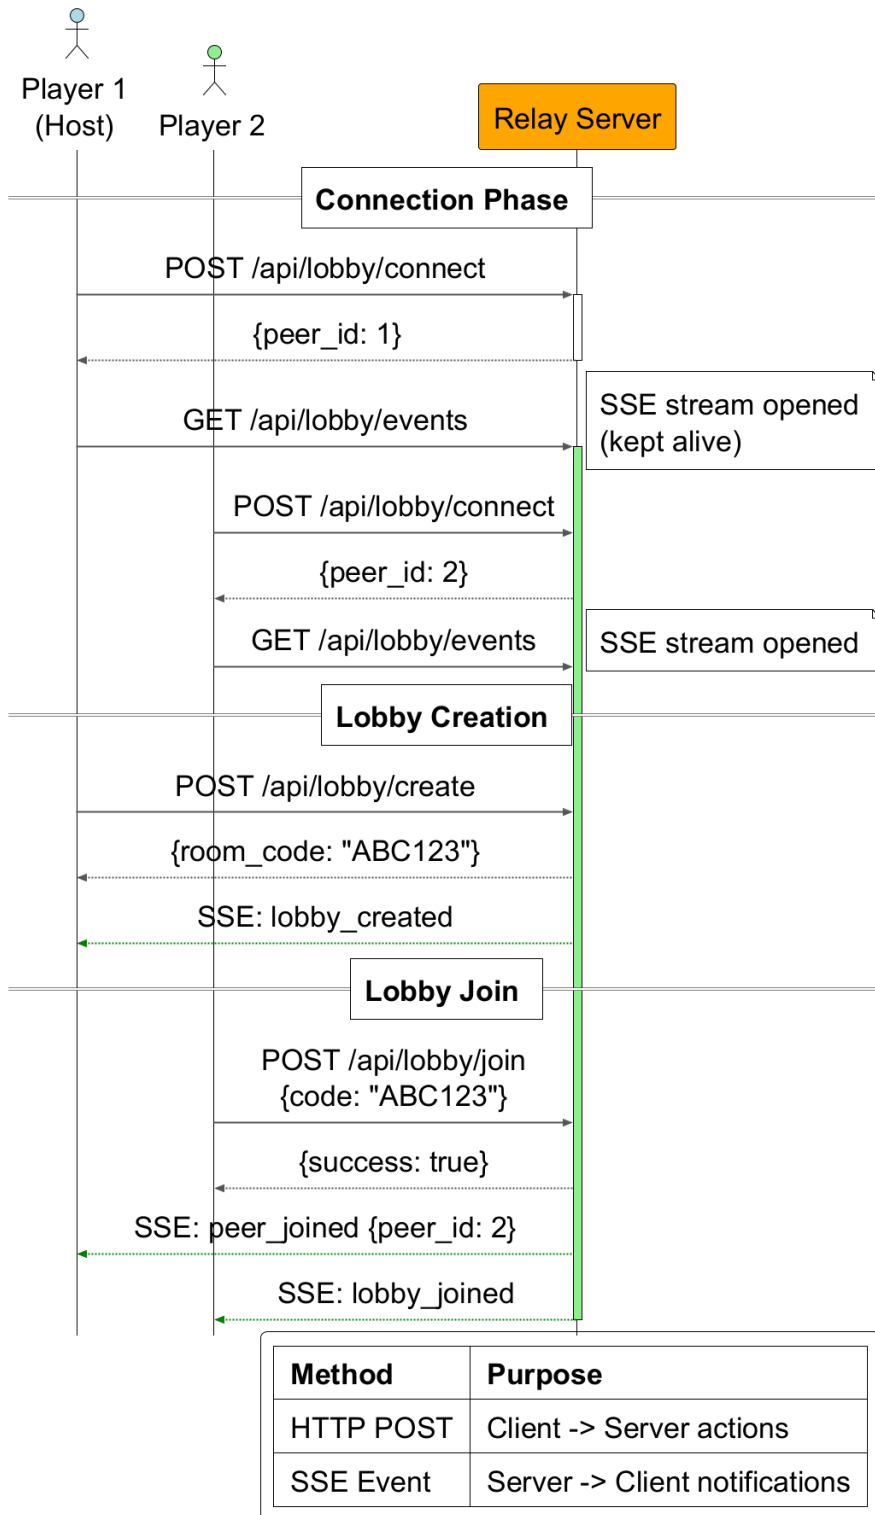 Player 1
(Host)
Player 2
Relay Server
Connection Phase
POST /api/lobby/connect
{peer_id: 1}
SSE stream opened
(kept alive)
GET /api/lobby/events
POST /api/lobby/connect
{peer_id: 2}
GET /api/lobby/events
SSE stream opened
Lobby Creation
POST /api/lobby/create
{room_code: "ABC123"}
SSE: lobby_created
Lobby Join
POST /api/lobby/join
{code: "ABC123"}
{success: true}
SSE: peer_joined {peer_id: 2}
SSE: lobby_joined
Method Purpose
HTTP POST Client -> Server actions
SSE Event Server -> Client notifications